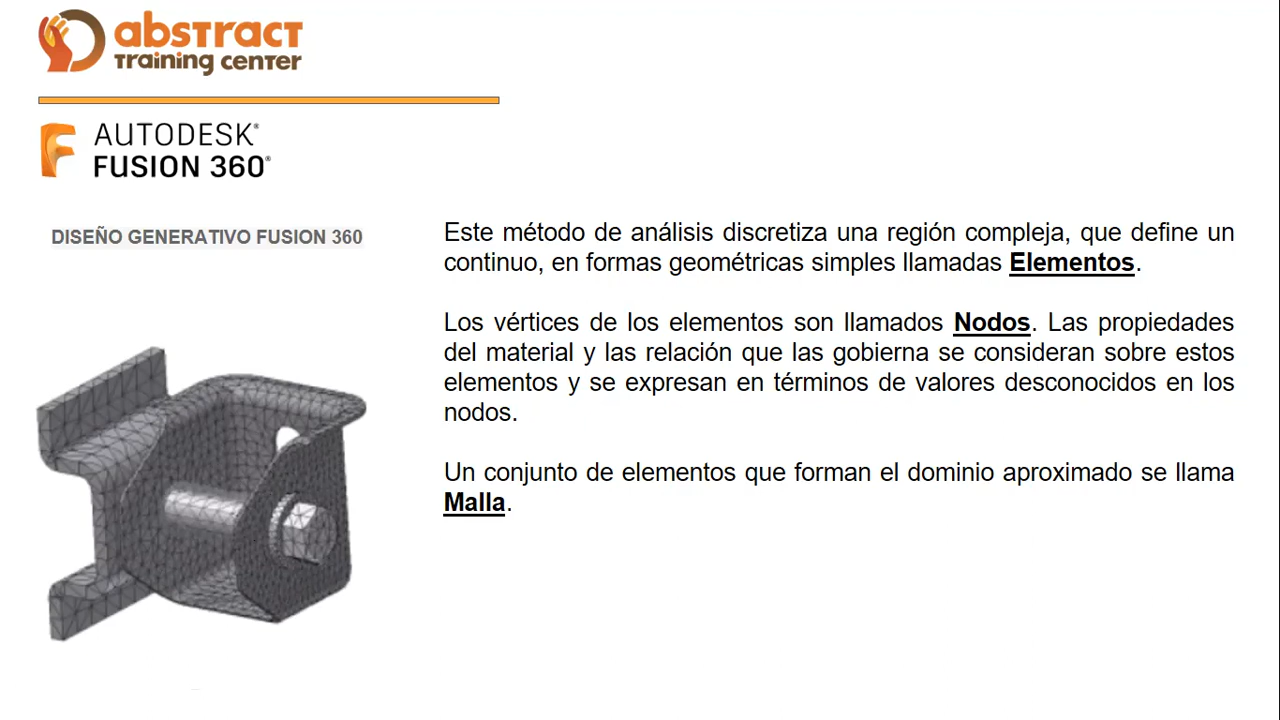 abstract
Training center
AUTODESK®
FUSION 360®
DISEÑO GENERATIVO FUSION 360
Este método de análisis discretiza una región compleja, que define un
continuo, en formas geométricas simples llamadas Elementos.
Los vértices de los elementos son llamados Nodos. Las propiedades
del material y las relación que las gobierna se consideran sobre estos
elementos y se expresan en términos de valores desconocidos en los
nodos.
Un conjunto de elementos que forman el dominio aproximado se llama
Malla.